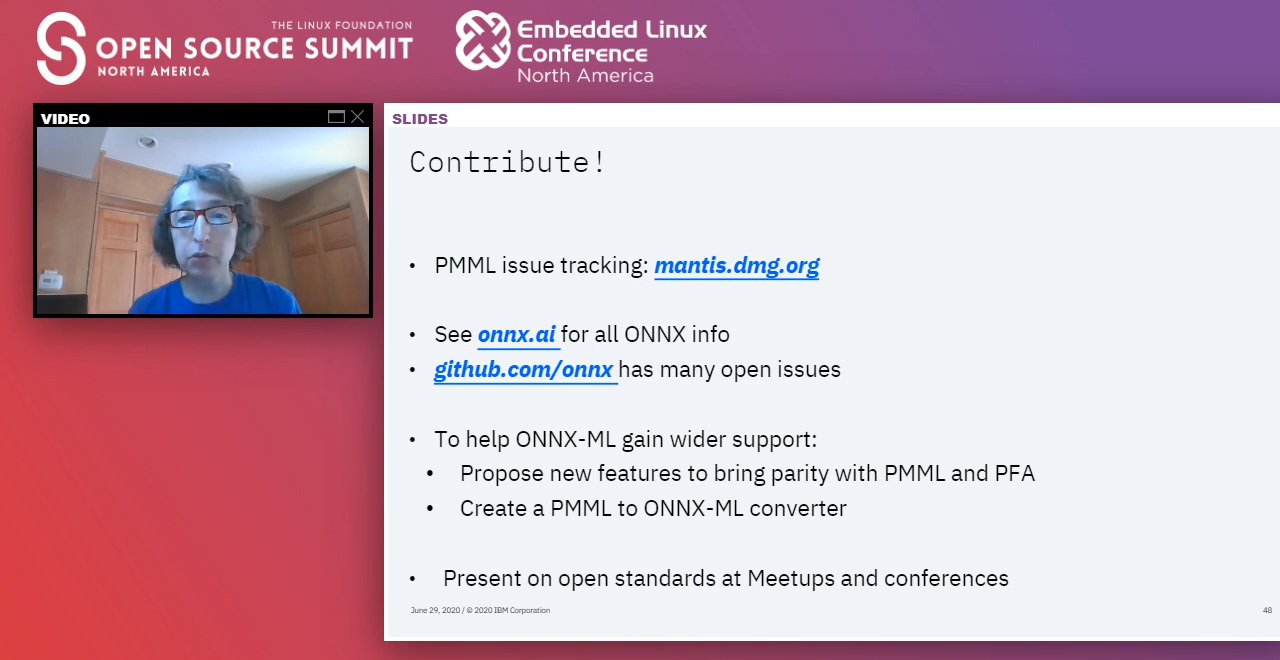 THE LINUX FOUNDATION
OPEN SOURCE SUMMIT
NORTH AMERICA
Embedded Linux
Conference
North America
VIDEO
SLIDES
Contribute!
• PMML issue tracking: mantis.dmg.org
• See onnx.ai for all ONNX info
• github.com/onnx has many open issues
• To help ONNX-ML gain wider support:
• Propose new features to bring parity with PMML and PFA
• Create a PMML to ONNX-ML converter
• Present on open standards at Meetups and conferences
June 29, 2020 / © 2020 IBM Corporation
48